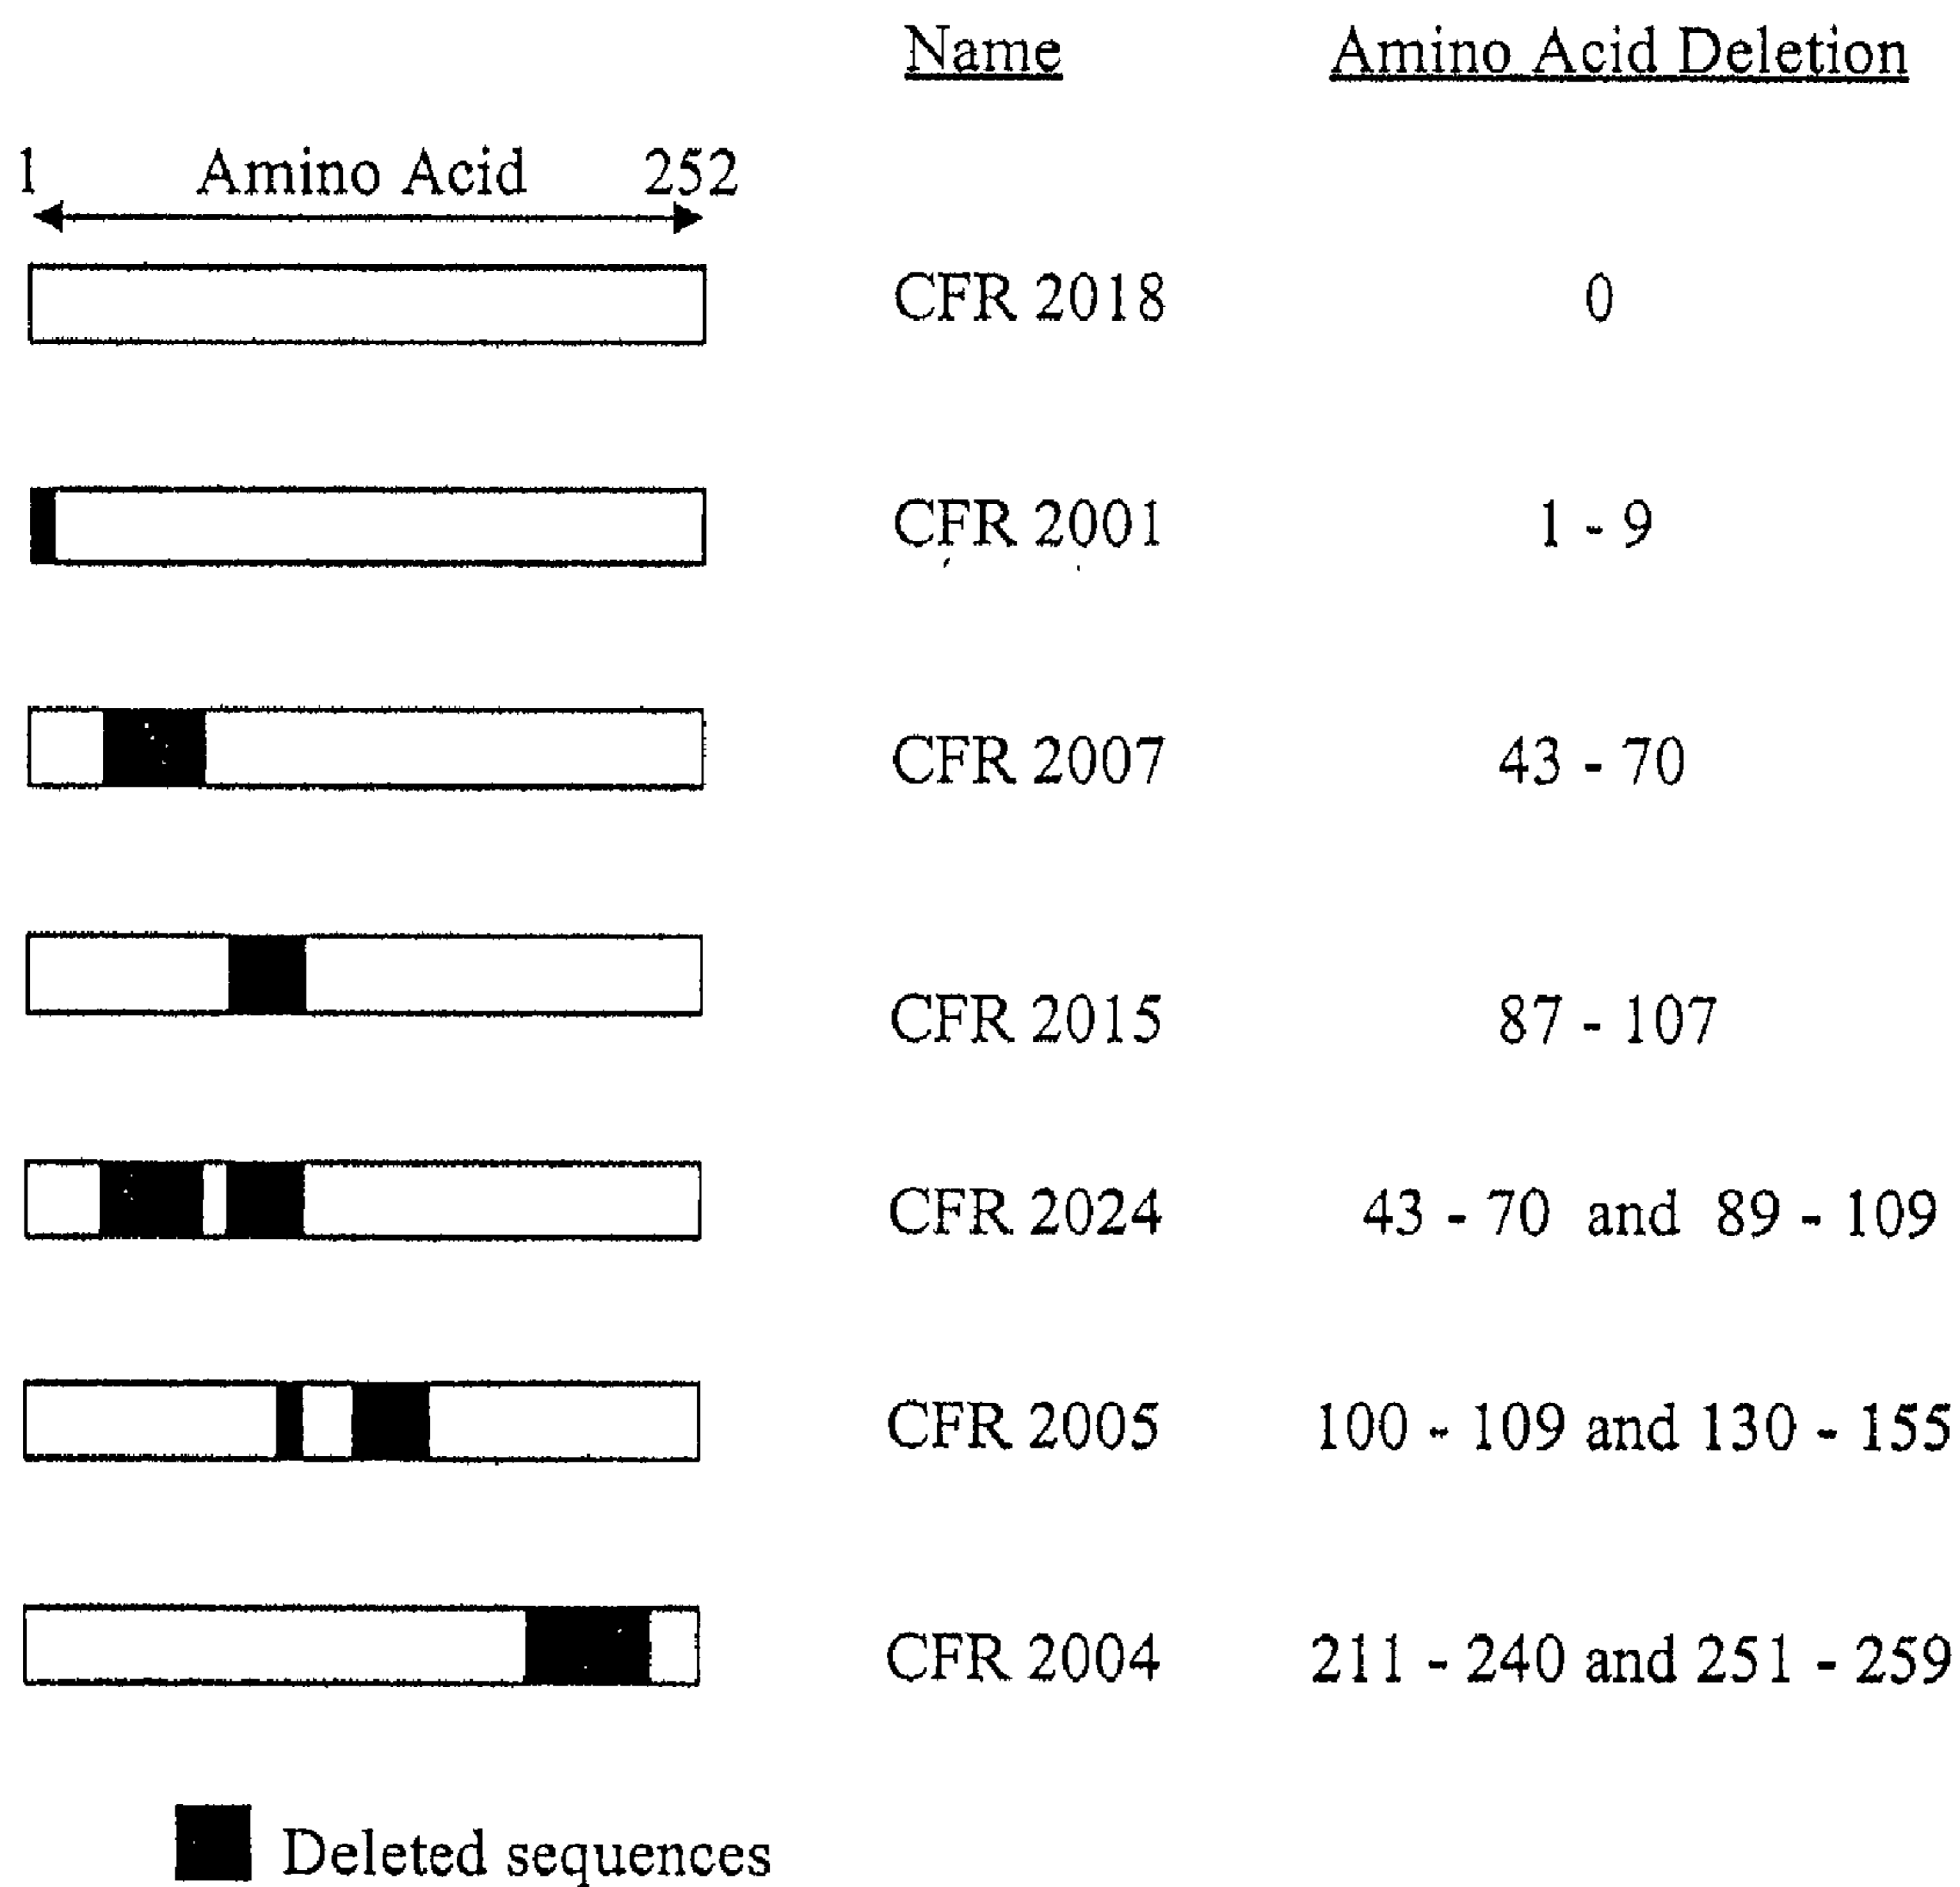 Name Amino Acid Deletion
1 Amino Acid 252
CFR 2018 0
CFR 2001 1 - 9
CFR 2007 43 - 70
CFR 2015 87 - 107
CFR 2024 43 - 70 and 89 - 109
CFR 2005 100 - 109 and 130 - 155
CFR 2004 211 - 240 and 251 - 259
Deleted sequences